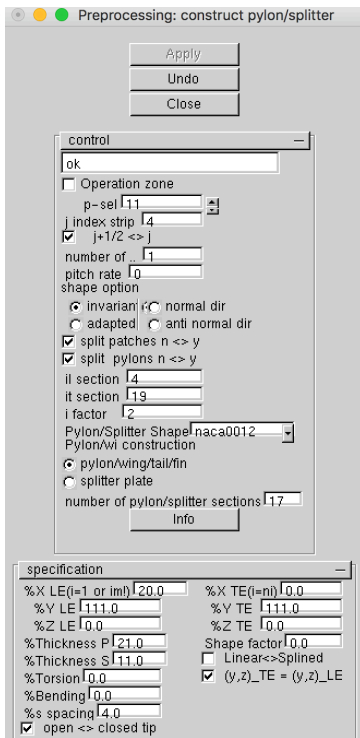 Preprocessing: construct pylon/splitter
Apply
Undo
Close
control
ok
Operation zone
p-sel 11
j index strip 4
j+1/2 <> j
number of .. 1
pitch rate 0
shape option
invariant normal dir
adapted anti normal dir
split patches n <> y
split pylons n <> y
il section 4
it section 19
i factor 2
Pylon/Splitter Shape naca0012
Pylon/wi construction
pylon/wing/tail/fin
splitter plate
number of pylon/splitter sections 17
Info
specification
%X LE(i=1 or im!) 20.0 %X TE(i=ni) 0.0
%Y LE 111.0 %Y TE 111.0
%Z LE 0.0 %Z TE 0.0
%Thickness P 21.0 Shape factor 0.0
%Thickness S 11.0 Linear<>Splined
%Torsion 0.0 (y,z)_TE = (y,z)_LE
%Bending 0.0
%s spacing 4.0
open <> closed tip